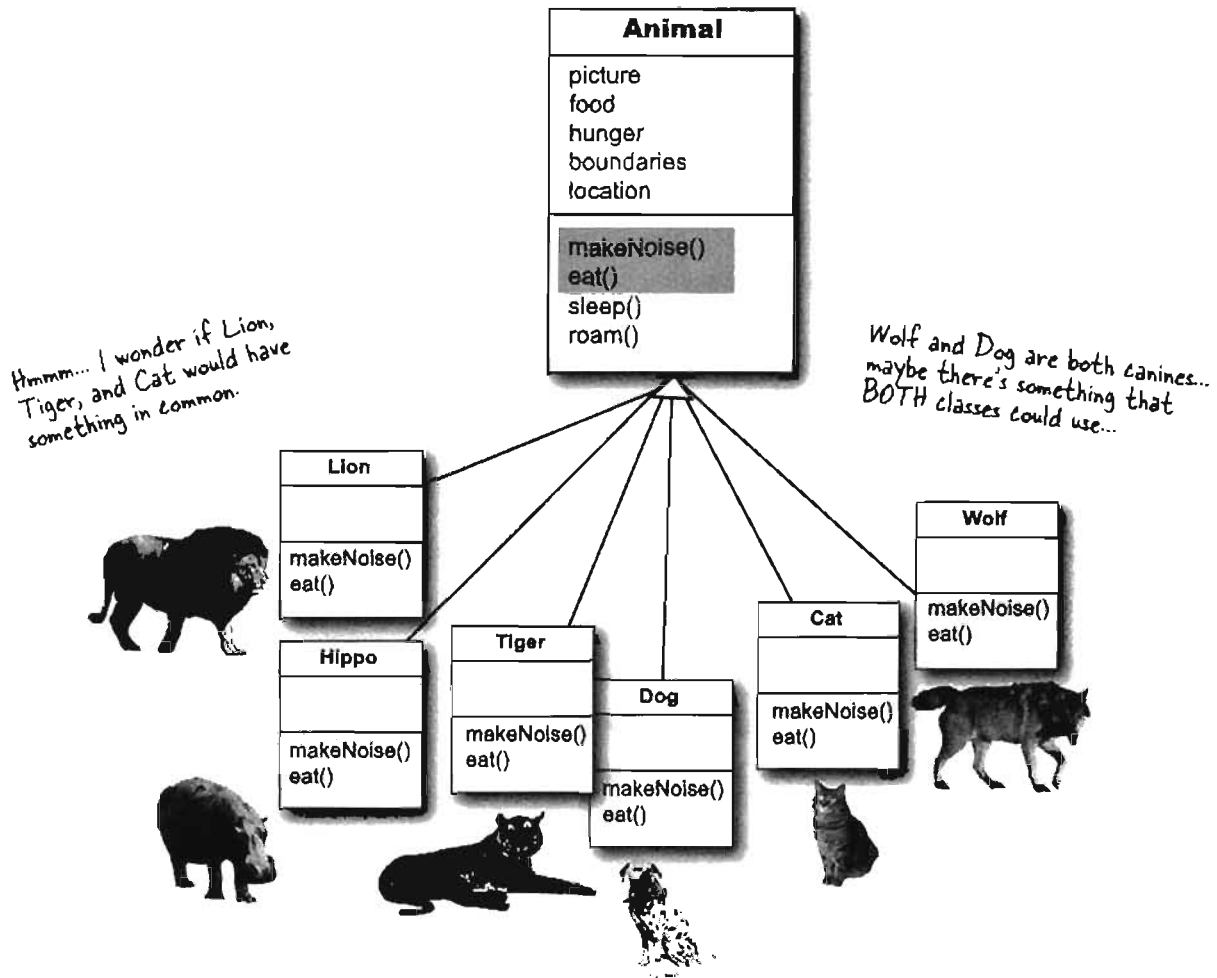 Animal
picture
food
hunger
boundaries
location
makeNoise()
eat()
sleep()
roam()
Hmmm... I wonder if Lion,
Tiger, and Cat would have
something in common.
Wolf and Dog are both canines...
maybe there's something that
BOTH classes could use...
Lion
makeNoise()
eat()
Wolf
makeNoise()
eat()
Cat
makeNoise()
eat()
Tiger
makeNoise()
eat()
Hippo
makeNoise()
eat()
Dog
makeNoise()
eat()